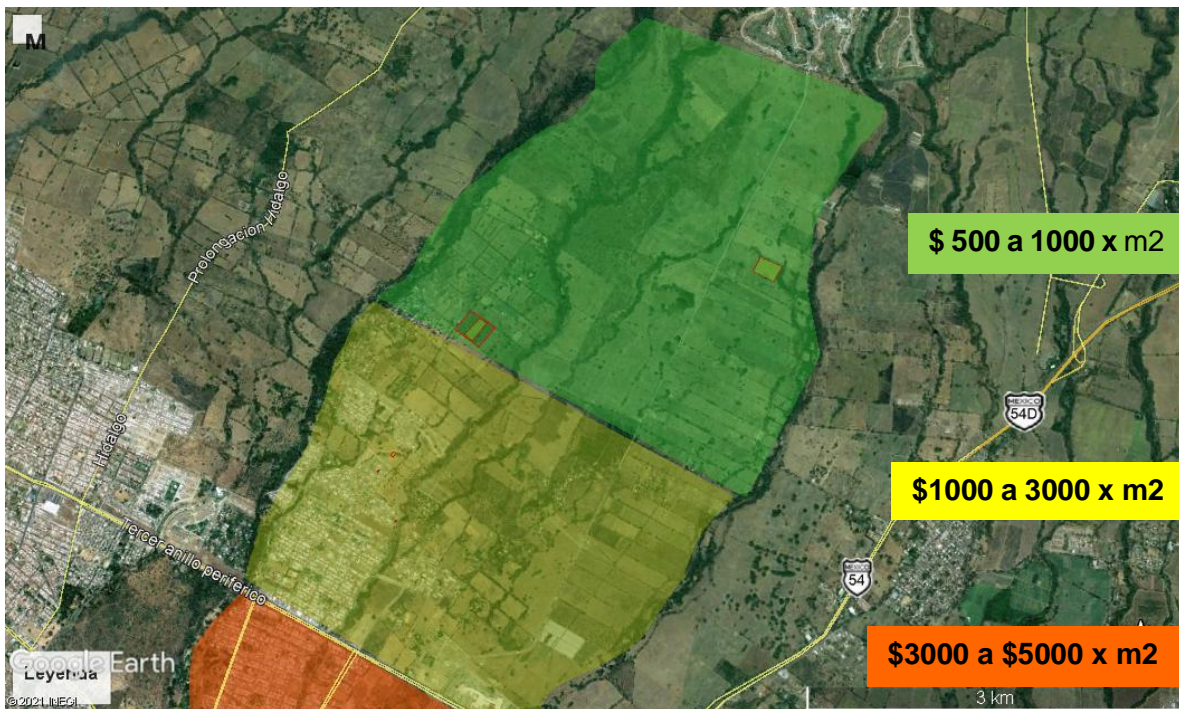 M
Prolongacion Hidalgo
$ 500 a 1000 x m2
MEXICO
54D
Hidalgo
$1000 a 3000 x m2
Tercer anillo periferico
MEXICO
54
$3000 a $5000 x m2
Google Earth
Leyenda
3 km
©2021 INEGI